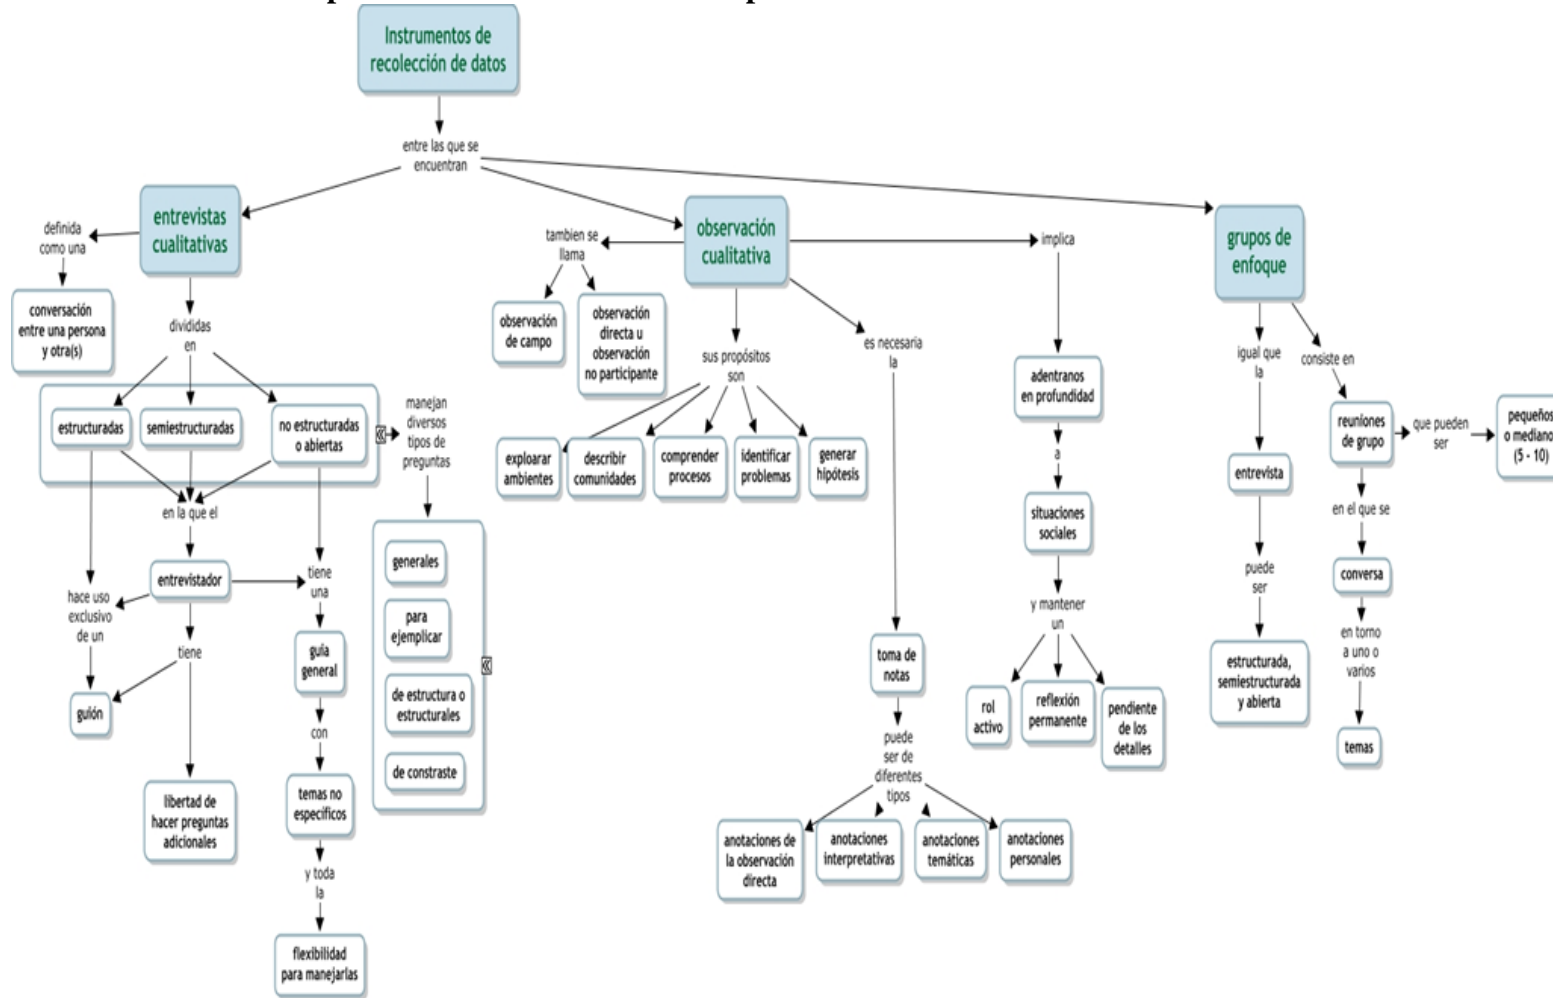 Instrumentos de
recolección de datos
entre las que se
encuentran
entrevistas
cualitativas
definida
como una
conversación
entre una persona
y otra(s)
dividas
en
estructuradas
semiestructuradas
no estructuradas
o abiertas
manejan
diversos
tipos de
preguntas
generales
para
ejemplicar
de estructura o
estructurales
de constraste
en la que el
entrevistador
hace uso
exclusivo
de un
guión
tiene
libertad de
hacer preguntas
adicionales
tiene
una
guía
general
con
temas no
específicos
y toda
la
flexibilidad
para manejarlas
observación
cualitativa
tambien se
llama
observación
de campo
observación
directa u
observación
no participante
sus propósitos
son
exploarar
ambientes
describir
comunidades
comprender
procesos
identificar
problemas
generar
hipótesis
es necesaria
la
toma de
notas
puede
ser de
diferentes
tipos
anotaciones de
la observación
directa
anotaciones
interpretativas
anotaciones
temáticas
anotaciones
personales
implica
adentranos
en profundidad
a
situaciones
sociales
y mantener
un
rol
activo
reflexión
permanente
pendiente
de los
detalles
grupos de
enfoque
igual que
la
entrevista
puede
ser
estructurada,
semiestructurada
y abierta
consiste en
reuniones
de grupo
que pueden
ser
pequeños
o mediano
(5 - 10)
en el que se
conversa
en torno
a uno o
varios
temas